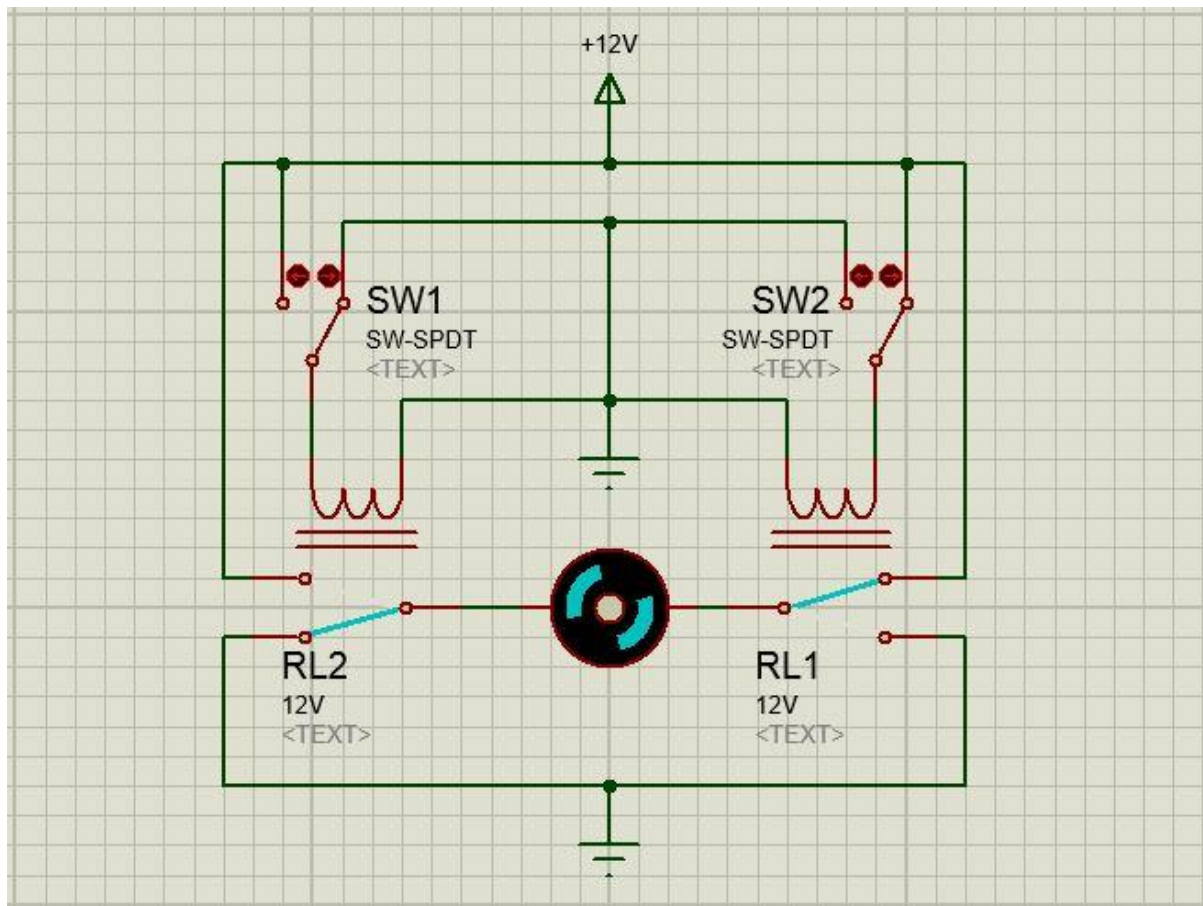 +12V
SW1
SW-SPDT
<TEXT>
SW2
SW-SPDT
<TEXT>
RL2
12V
<TEXT>
RL1
12V
<TEXT>